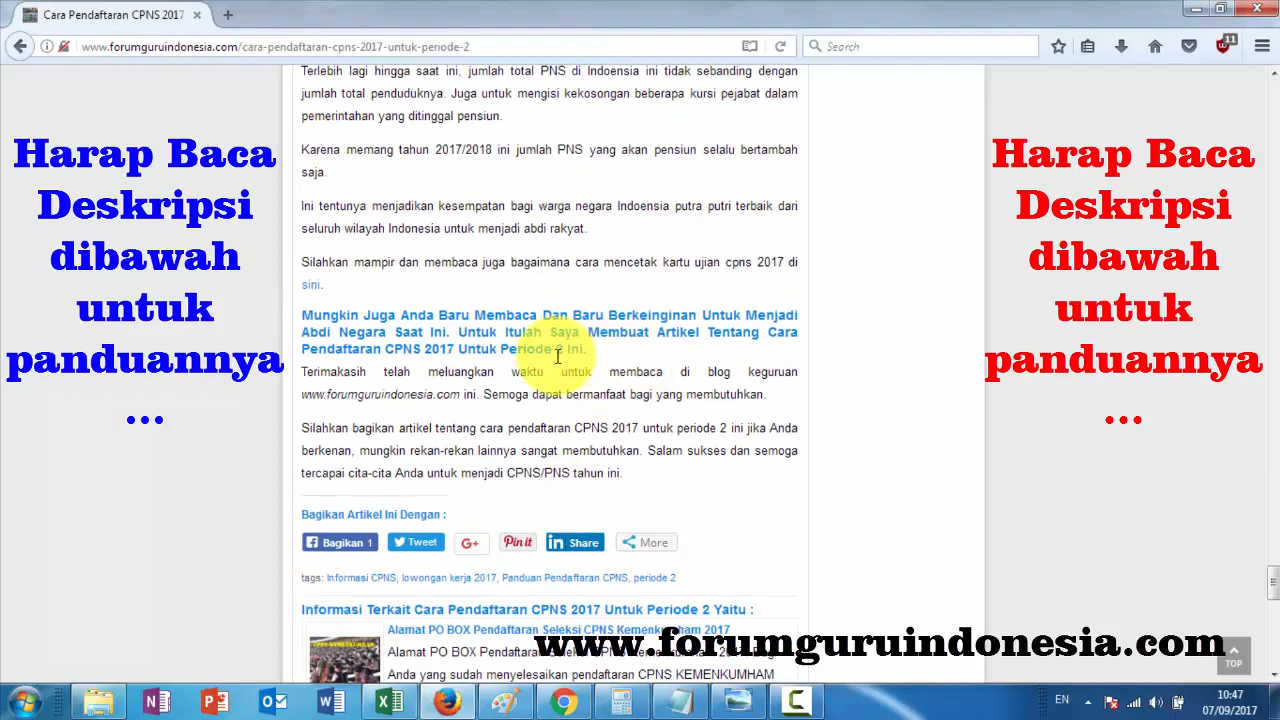 Cara Pendaftaran CPNS 2017
www.forumguruindonesia.com/cara-pendaftaran-cpns-2017-untuk-periode-2
Search
11
Terlebih lagi hingga saat ini, jumlah total PNS di Indoensia ini tidak sebanding dengan
jumlah total penduduknya. Juga untuk mengisi kekosongan beberapa kursi pejabat dalam
pemerintahan yang ditinggal pensiun.
Karena memang tahun 2017/2018 ini jumlah PNS yang akan pensiun selalu bertambah
saja.
Ini tentunya menjadikan kesempatan bagi warga negara Indoensia putra putri terbaik dari
seluruh wilayah Indonesia untuk menjadi abdi rakyat.
Silahkan mampir dan membaca juga bagaimana cara mencetak kartu ujian cpns 2017 di
sini.
Mungkin Juga Anda Baru Membaca Dan Baru Berkeinginan Untuk Menjadi
Abdi Negara Saat Ini. Untuk Itulah Saya Membuat Artikel Tentang Cara
Pendaftaran CPNS 2017 Untuk Periode 2 Ini.
Terimakasih telah meluangkan waktu untuk membaca di blog keguruan
www.forumguruindonesia.com ini. Semoga dapat bermanfaat bagi yang membutuhkan.
Silahkan bagikan artikel tentang cara pendaftaran CPNS 2017 untuk periode 2 ini jika Anda
berkenan, mungkin rekan-rekan lainnya sangat membutuhkan. Salam sukses dan semoga
tercapai cita-cita Anda untuk menjadi CPNS/PNS tahun ini.
Bagikan Artikel Ini Dengan :
Bagikan 1 Tweet G+ Pin it in Share More
tags: Informasi CPNS, lowongan kerja 2017, Panduan Pendaftaran CPNS, periode 2
Informasi Terkait Cara Pendaftaran CPNS 2017 Untuk Periode 2 Yaitu :
Alamat PO BOX Pendaftaran Seleksi CPNS Kemenkumham 2017
Alamat PO BOX Pendaftaran Seleksi
Anda yang sudah menyelesaikan pendaftaran CPNS KEMENKUMHAM
Harap Baca
Deskripsi
dibawah
untuk
panduannya
...
Harap Baca
Deskripsi
dibawah
untuk
panduannya
...
www.forumguruindonesia.com
TOP
EN
10:47
07/09/2017